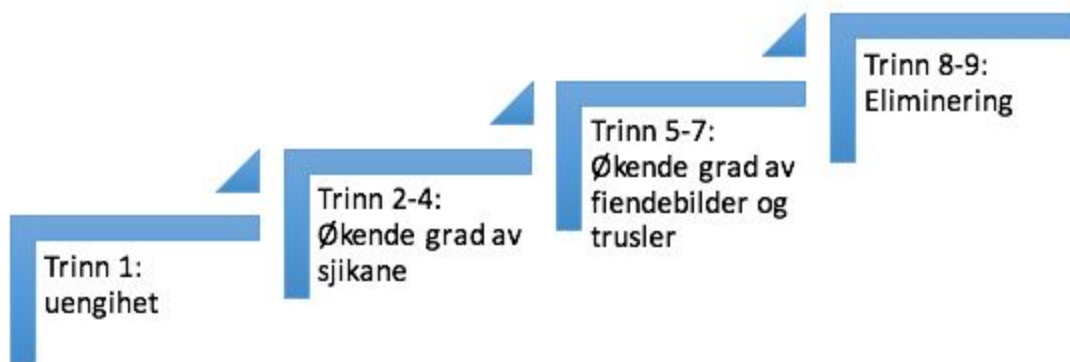 Trinn 1:
uengihet
Trinn 2-4:
Økende grad av
sjikane
Trinn 5-7:
Økende grad av
fiendebilder og
trusler
Trinn 8-9:
Eliminering